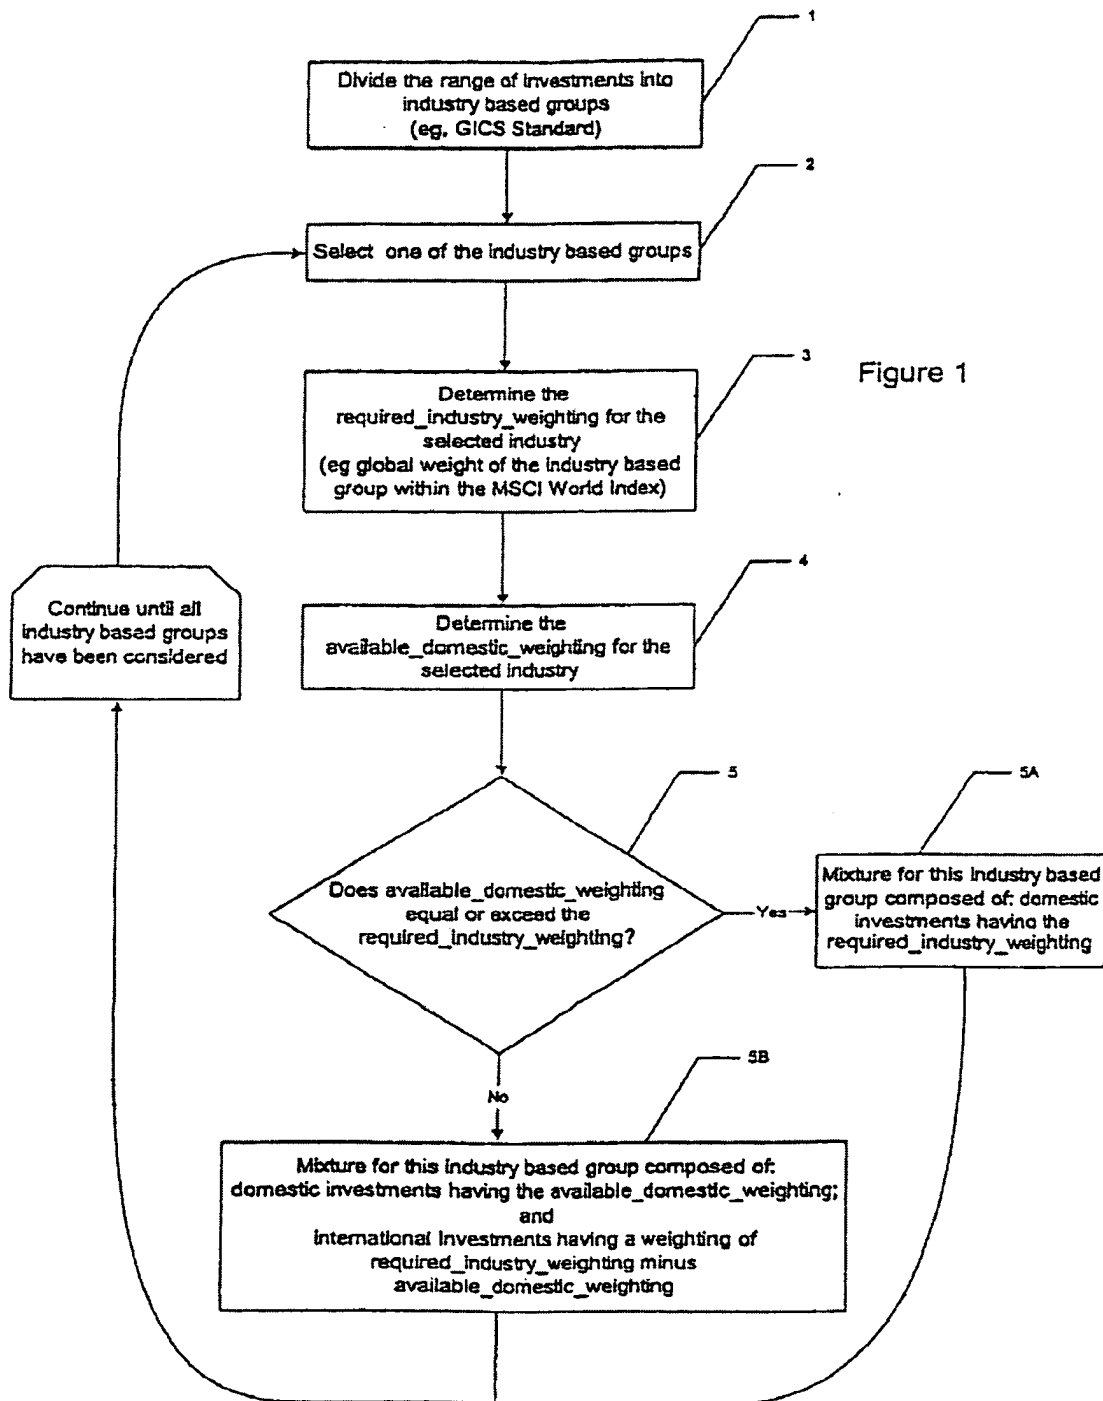 1
Divide the range of investments into
industry based groups
(eg, GICS Standard)
2
Select one of the industry based groups
3
Figure 1
Determine the
required_industry_weighting for the
selected industry
(eg global weight of the industry based
group within the MSCI World Index)
4
Continue until all
industry based groups
have been considered
Determine the
available_domestic_weighting for the
selected industry
5
5A
Does available_domestic_weighting
equal or exceed the
required_industry_weighting?
Yes
Mixture for this industry based
group composed of: domestic
investments having the
required_industry_weighting
5B
No
Mixture for this industry based group composed of:
domestic investments having the available_domestic_weighting;
and
international investments having a weighting of
required_industry_weighting minus
available_domestic_weighting